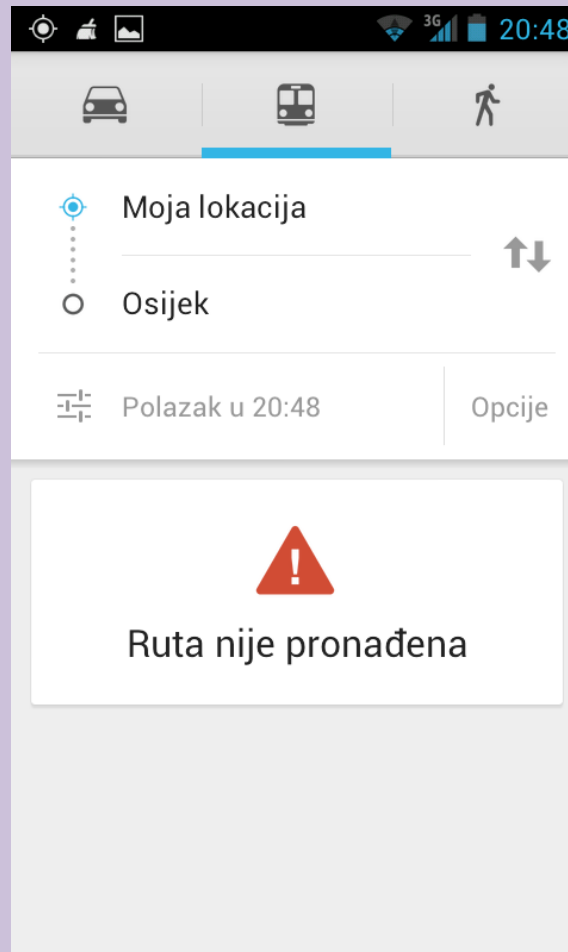 3G 20:48
Moja lokacija
Osijek
Polazak u 20:48 Opcije
Ruta nije pronađena